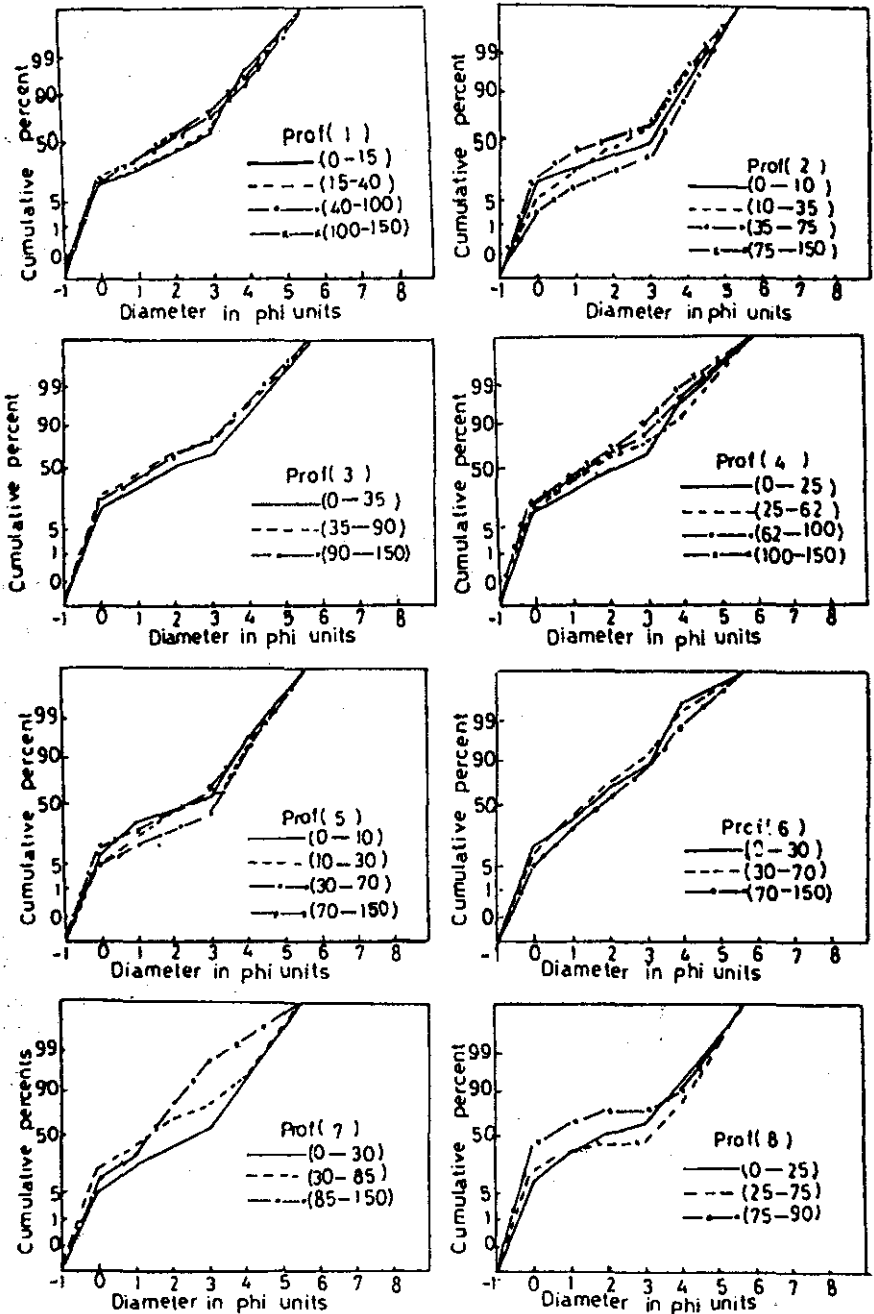 Cumulative percent
99
90
50
5
1
0
-1 0 1 2 3 4 5 6 7 8
Diameter in phi units
Prof(1)
(0-15)
(15-40)
(40-100)
(100-150)
Cumulative percent
99
90
50
5
1
0
-1 0 1 2 3 4 5 6 7 8
Diameter in phi units
Prof(2)
(0-10)
(10-35)
(35-75)
(75-150)
Cumulative percent
99
90
50
5
1
0
-1 0 1 2 3 4 5 6 7 8
Diameter in phi units
Prof(3)
(0-35)
(35-90)
(90-150)
Cumulative percent
99
90
50
5
1
0
-1 0 1 2 3 4 5 6 7 8
Diameter in phi units
Prof(4)
(0-25)
(25-62)
(62-100)
(100-150)
Cumulative percent
99
90
50
5
1
0
-1 0 1 2 3 4 5 6 7 8
Diameter in phi units
Prof(5)
(0-10)
(10-30)
(30-70)
(70-150)
Cumulative percent
99
90
50
5
1
0
-1 0 1 2 3 4 5 6 7 8
Diameter in phi units
(0-30)
(30-70)
(70-150)
Cumulative percents
99
90
50
5
1
0
-1 0 1 2 3 4 5 6 7 8
Diameter in phi units
Prof(7)
(0-30)
(30-85)
(85-150)
Cumulative percent
99
90
50
5
1
0
-1 0 1 2 3 4 5 6 7 8
Diameter in phi units
Prof(8)
(0-25)
(25-75)
(75-90)